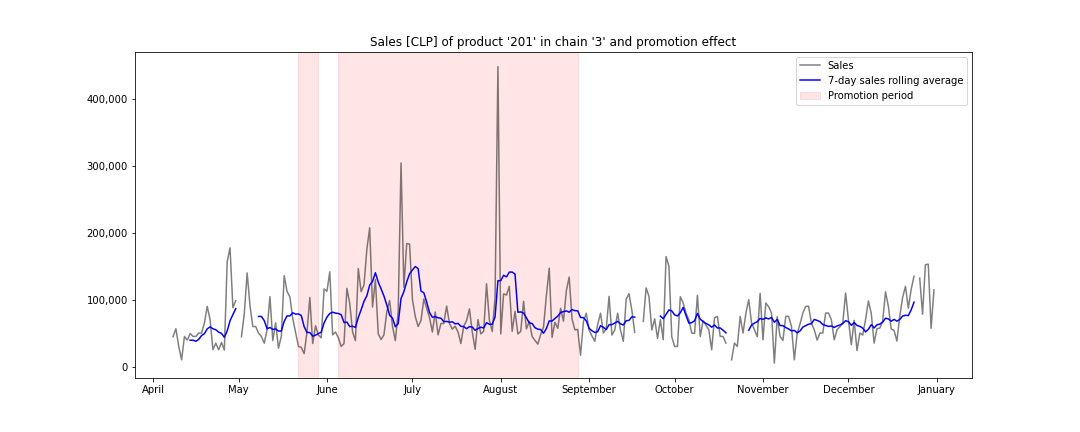 Sales [CLP] of product '201' in chain '3' and promotion effect
Sales
7-day sales rolling average
Promotion period
400,000
300,000
200,000
100,000
0
April May June July August September October November December January